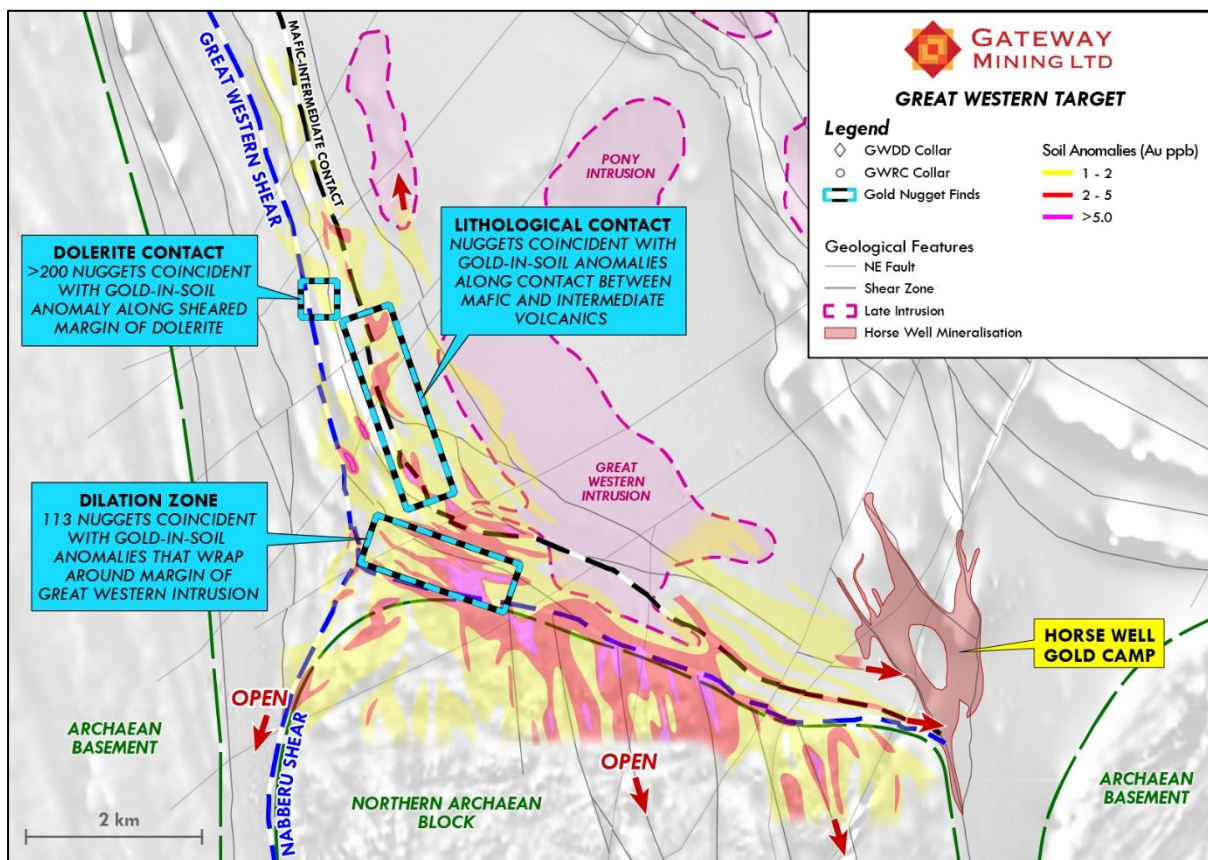 GREAT WESTERN SHEAR
MAFIC-INTERMEDIATE CONTACT
GATEWAY
MINING LTD
GREAT WESTERN TARGET
Legend
GWDD Collar
GWRC Collar
Gold Nugget Finds
Soil Anomalies (Au ppb)
1 - 2
2 - 5
>5.0
Geological Features
NE Fault
Shear Zone
Late Intrusion
Horse Well Mineralisation
PONY
INTRUSION
DOLERITE CONTACT
>200 NUGGETS COINCIDENT
WITH GOLD-IN-SOIL
ANOMALY ALONG SHEARED
MARGIN OF DOLERITE
LITHOLOGICAL CONTACT
NUGGETS COINCIDENT WITH
GOLD-IN-SOIL ANOMALIES
ALONG CONTACT BETWEEN
MAFIC AND INTERMEDIATE
VOLCANICS
GREAT
WESTERN
INTRUSION
DILATION ZONE
113 NUGGETS COINCIDENT
WITH GOLD-IN-SOIL
ANOMALIES THAT WRAP
AROUND MARGIN OF
GREAT WESTERN INTRUSION
HORSE WELL
GOLD CAMP
OPEN
ARCHAEAN
BASEMENT
NABBERU SHEAR
OPEN
NORTHERN ARCHAEAN
BLOCK
ARCHAEAN
BASEMENT
2 km